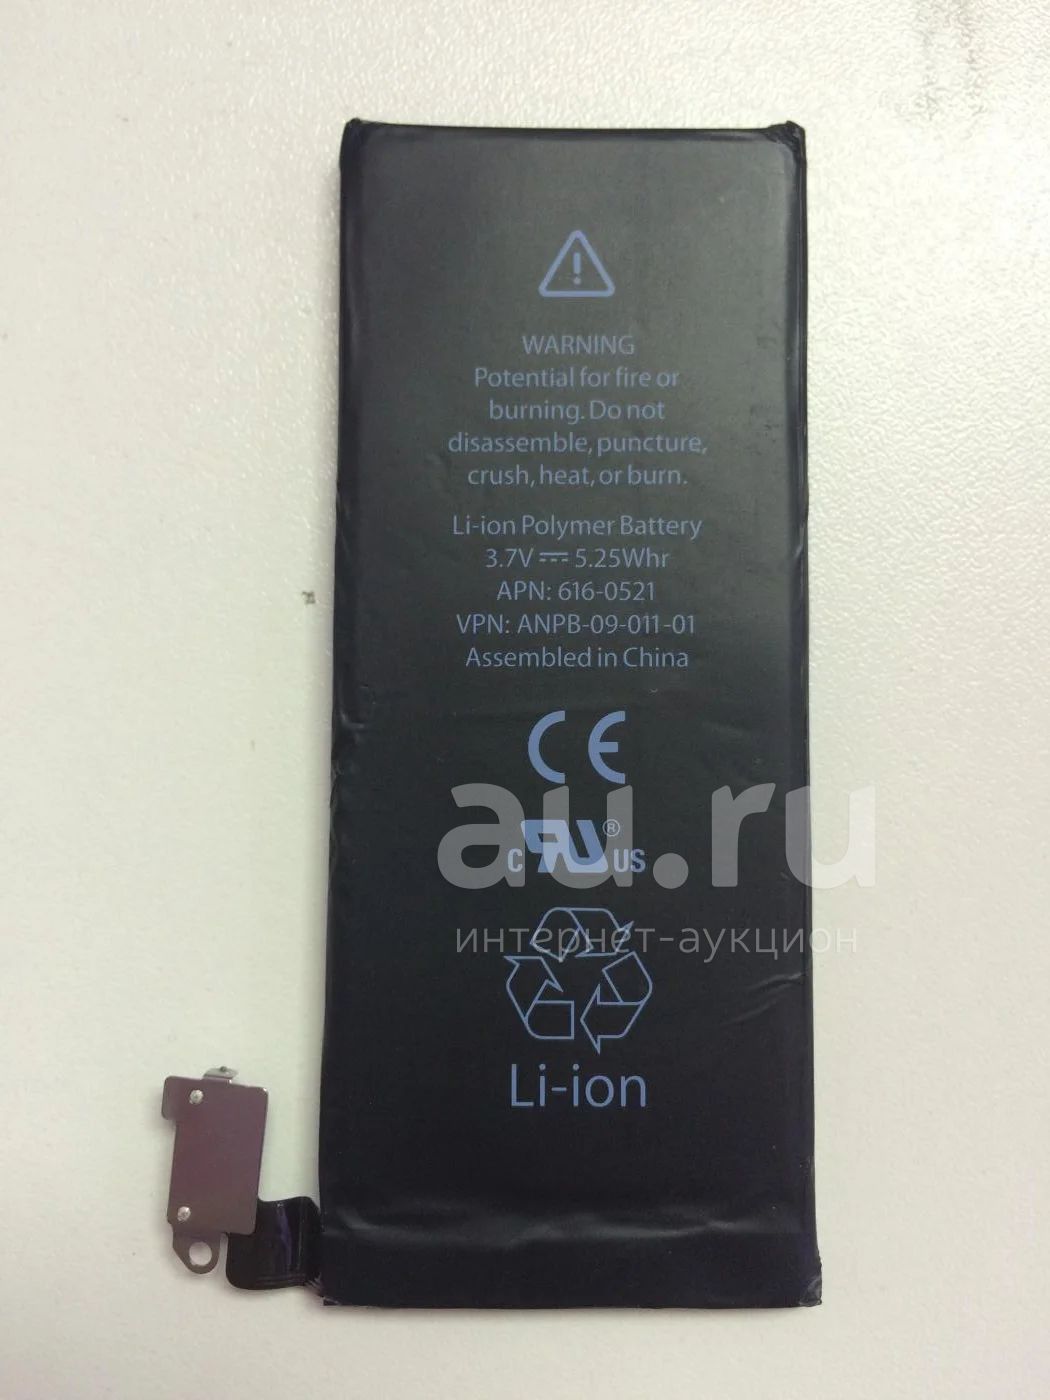 WARNING
Potential for fire or
burning. Do not
disassemble, puncture,
crush, heat, or burn.
Li-ion Polymer Battery
3.7V ⎓ 5.25Whr
APN: 616-0521
VPN: ANPB-09-011-01
Assembled in China
CE
au.ru
c RU ® US
интернет-аукцион
Li-ion